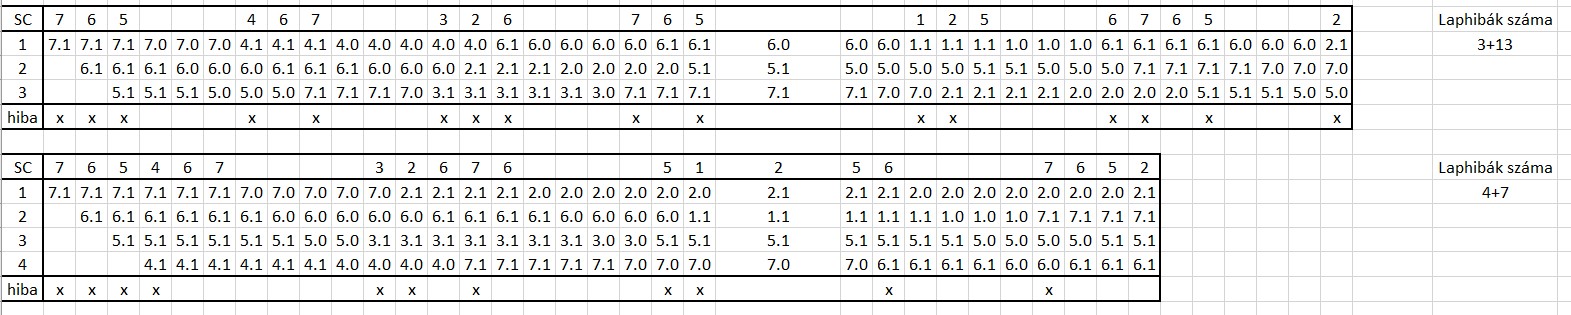 SC 7 6 5 4 6 7 3 2 6 7 6 5 1 2 5 6 7 6 5 2 Laphibák száma
1 7.1 7.1 7.1 7.0 7.0 7.0 4.1 4.1 4.1 4.0 4.0 4.0 4.0 4.0 6.1 6.0 6.0 6.0 6.0 6.1 6.1 6.0 6.0 6.0 1.1 1.1 1.1 1.0 1.0 1.0 6.1 6.1 6.1 6.1 6.0 6.0 6.0 2.1 3+13
2 6.1 6.1 6.1 6.0 6.0 6.0 6.1 6.1 6.1 6.0 6.0 6.0 2.1 2.1 2.1 2.0 2.0 2.0 2.0 5.1 5.1 5.0 5.0 5.0 5.0 5.1 5.1 5.0 5.0 5.0 7.1 7.1 7.1 7.1 7.0 7.0 7.0
3 5.1 5.1 5.1 5.0 5.0 5.0 7.1 7.1 7.1 7.0 3.1 3.1 3.1 3.1 3.1 3.0 7.1 7.1 7.1 7.1 7.1 7.0 7.0 2.1 2.1 2.1 2.1 2.0 2.0 2.0 2.0 5.1 5.1 5.1 5.0 5.0
hiba x x x x x x x x x x x x x x x x
SC 7 6 5 4 6 7 3 2 6 7 6 5 1 2 5 6 7 6 5 2 Laphibák száma
1 7.1 7.1 7.1 7.1 7.1 7.1 7.0 7.0 7.0 7.0 7.0 2.1 2.1 2.1 2.1 2.0 2.0 2.0 2.0 2.0 2.0 2.1 2.1 2.1 2.0 2.0 2.0 2.0 2.0 2.0 2.0 2.1 4+7
2 6.1 6.1 6.1 6.1 6.1 6.1 6.0 6.0 6.0 6.0 6.0 6.1 6.1 6.1 6.1 6.0 6.0 6.0 6.0 1.1 1.1 1.1 1.1 1.1 1.0 1.0 1.0 7.1 7.1 7.1 7.1
3 5.1 5.1 5.1 5.1 5.1 5.1 5.0 5.0 3.1 3.1 3.1 3.1 3.1 3.1 3.0 3.0 5.1 5.1 5.1 5.1 5.1 5.1 5.1 5.0 5.0 5.0 5.0 5.0 5.1 5.1
4 4.1 4.1 4.1 4.1 4.1 4.1 4.0 4.0 4.0 4.0 7.1 7.1 7.1 7.1 7.1 7.0 7.0 7.0 7.0 7.0 6.1 6.1 6.1 6.1 6.0 6.0 6.1 6.1 6.1
hiba x x x x x x x x x x x